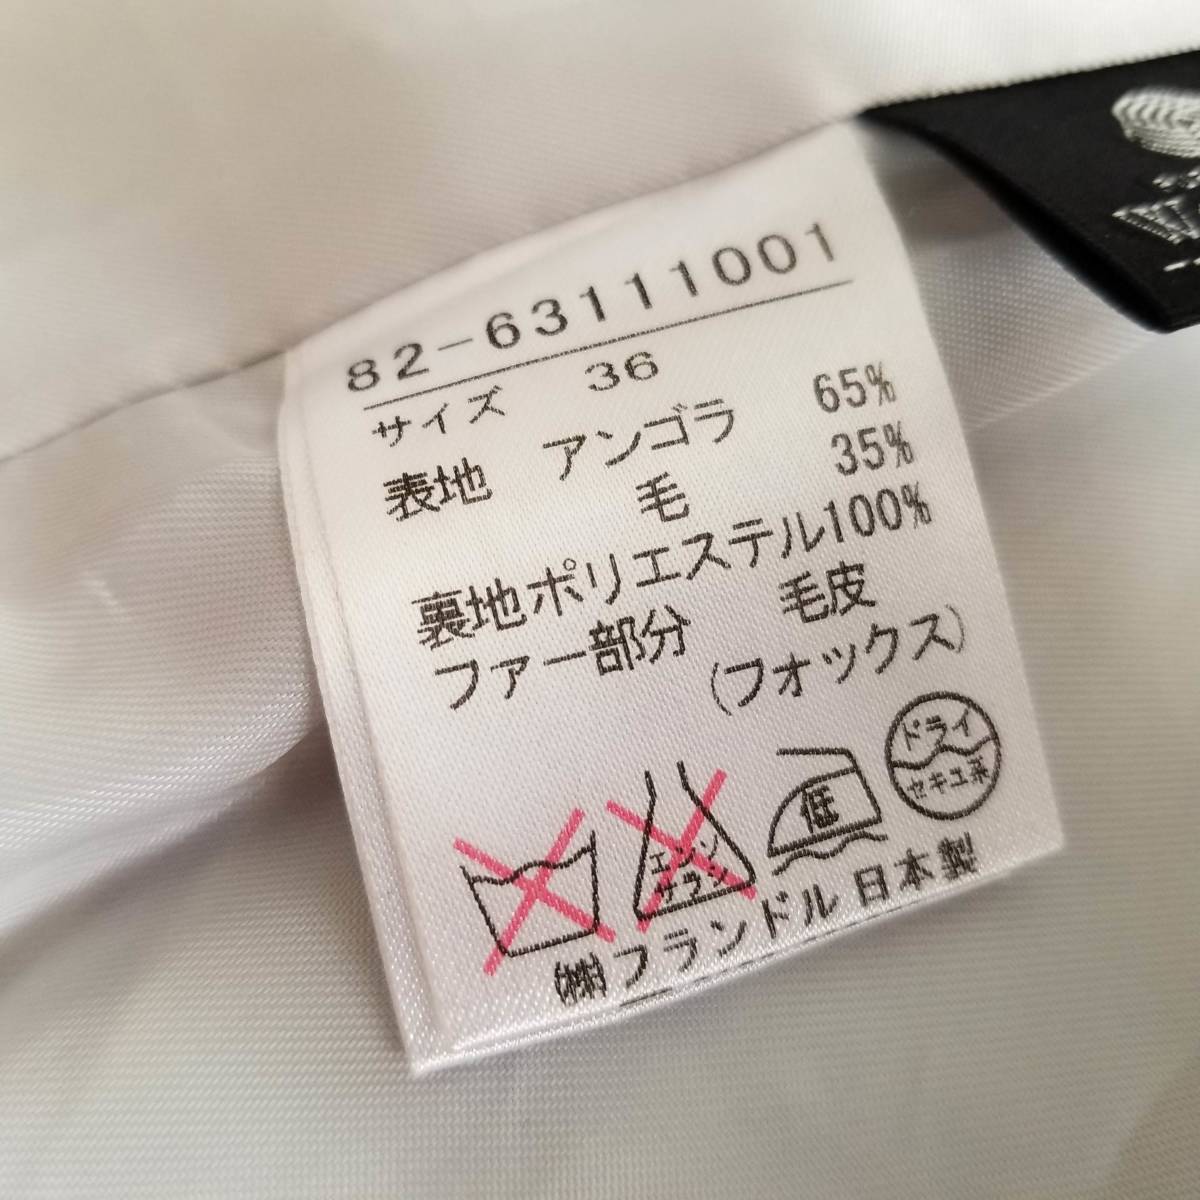 82-63111001
サイズ 36
表地 アンゴラ 65%
毛 35%
裏地ポリエステル100%
ファー部分 毛皮
(フォックス)
エンソ
サラシ
低
ドライ
セキユ系
㈱フランドル 日本製